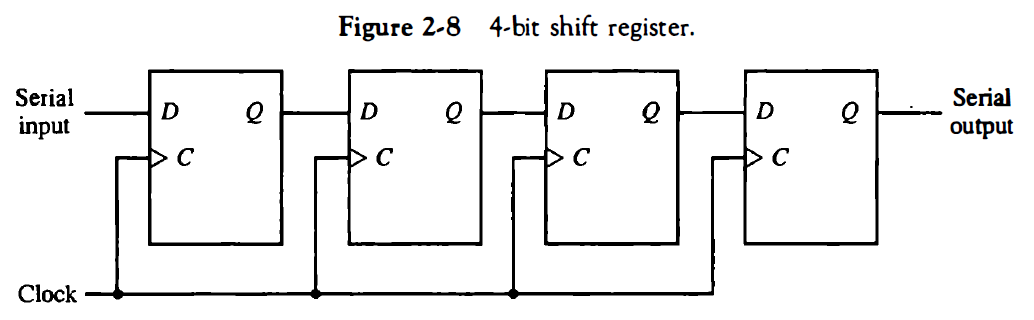 Figure 2-8 4-bit shift register.
Serial
input
D Q
C
D Q
C
D Q
C
D Q
C
Serial
output
Clock